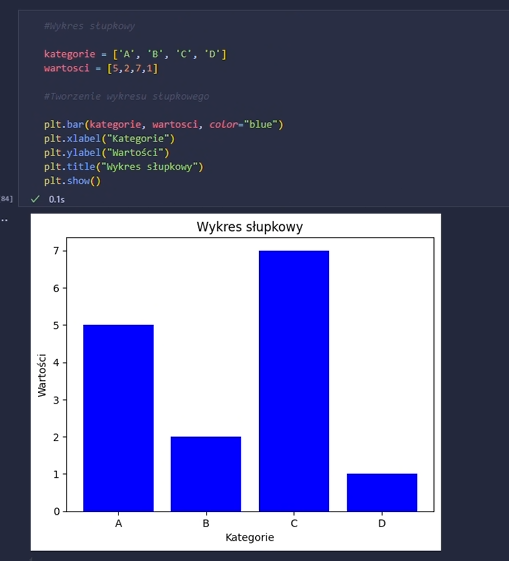 #Wykres słupkowy
kategorie = ['A', 'B', 'C', 'D']
wartosci = [5,2,7,1]
#Tworzenie wykresu słupkowego
plt.bar(kategorie, wartosci, color="blue")
plt.xlabel("Kategorie")
plt.ylabel("Wartości")
plt.title("Wykres słupkowy")
plt.show()
84]
0.1s
..
Wykres słupkowy
7
6
5
4
3
2
1
0
Wartości
A B C D
Kategorie